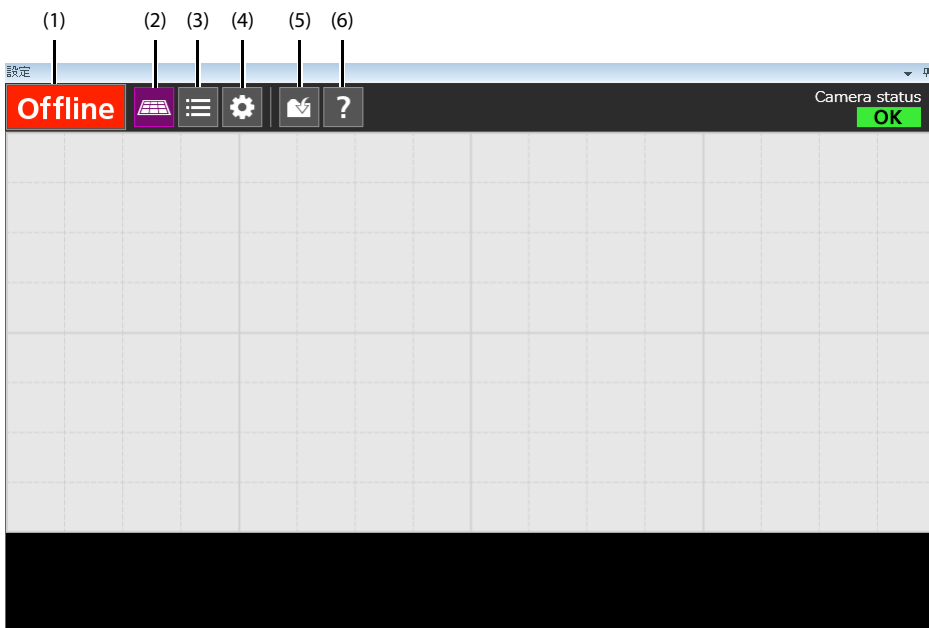 (1) (2) (3) (4) (5) (6)
設定
Offline ? Camera status
OK